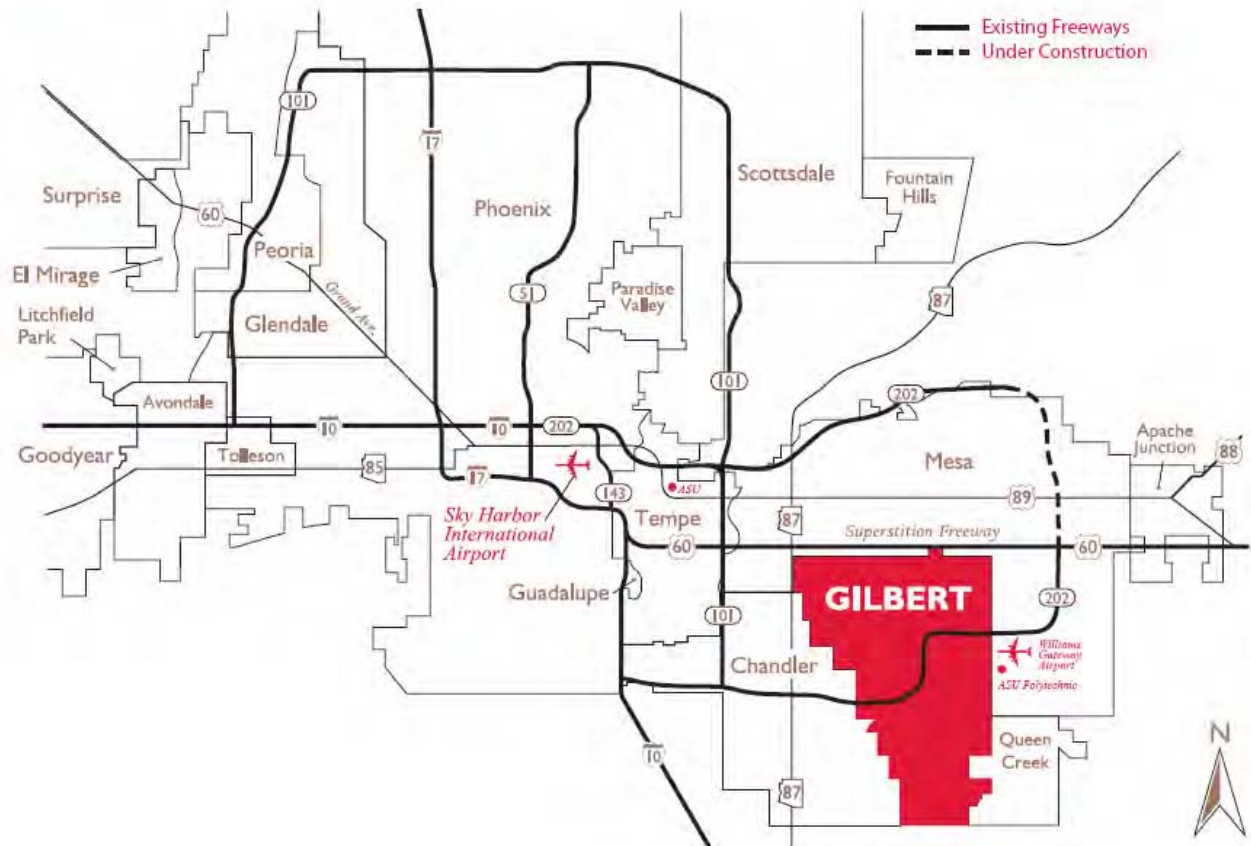 Existing Freeways
Under Construction
101
17
Scottsdale
Fountain
Hills
Surprise
60
Phoenix
Peoria
El Mirage
51
Paradise
Valley
87
Litchfield
Park
Glendale
Grand Ave.
101
202
Avondale
10
10
202
Apache
Junction
88
Goodyear
Tolleson
85
17
Mesa
ASU
143
89
Sky Harbor
International
Airport
Tempe
87
Superstition Freeway
60
60
Guadalupe
GILBERT
202
101
Williams
Gateway
Airport
Chandler
ASU Polytechnic
Queen
Creek
N
10
87